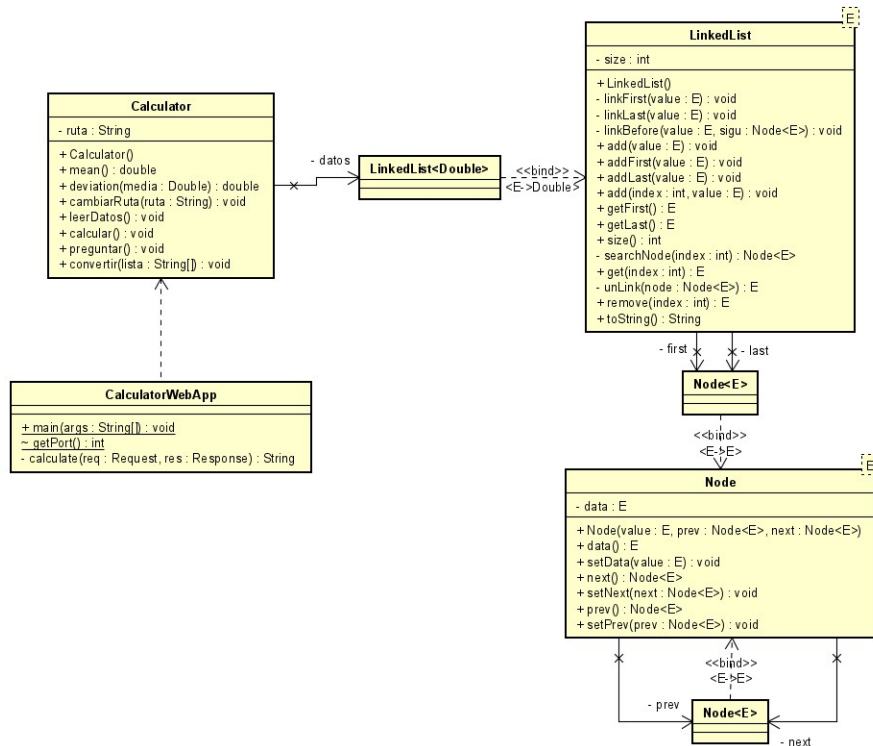 Calculator
- ruta : String
+ Calculator()
+ mean() : double
+ deviation(media : Double) : double
+ cambiarRuta(ruta : String) : void
+ leerDatos() : void
+ calcular() : void
+ preguntar() : void
+ convertir(lista : String[]) : void
- datos
LinkedList<Double>
<<bind>>
<E->Double>
E
LinkedList
- size : int
+ LinkedList()
- linkFirst(value : E) : void
- linkLast(value : E) : void
- linkBefore(value : E, sigu : Node<E>) : void
+ add(value : E) : void
+ addFirst(value : E) : void
+ addLast(value : E) : void
+ add(index : int, value : E) : void
+ getFirst() : E
+ getLast() : E
+ size() : int
- searchNode(index : int) : Node<E>
+ get(index : int) : E
- unLink(node : Node<E>) : E
+ remove(index : int) : E
+ toString() : String
- first
- last
Node<E>
<<bind>>
<E->E>
CalculatorWebApp
+ main(args : String[]) : void
~ getPort() : int
- calculate(req : Request, res : Response) : String
E
Node
- data : E
+ Node(value : E, prev : Node<E>, next : Node<E>)
+ data() : E
+ setData(value : E) : void
+ next() : Node<E>
+ setNext(next : Node<E>) : void
+ prev() : Node<E>
+ setPrev(prev : Node<E>) : void
<<bind>>
<E->E>
- prev
Node<E>
- next